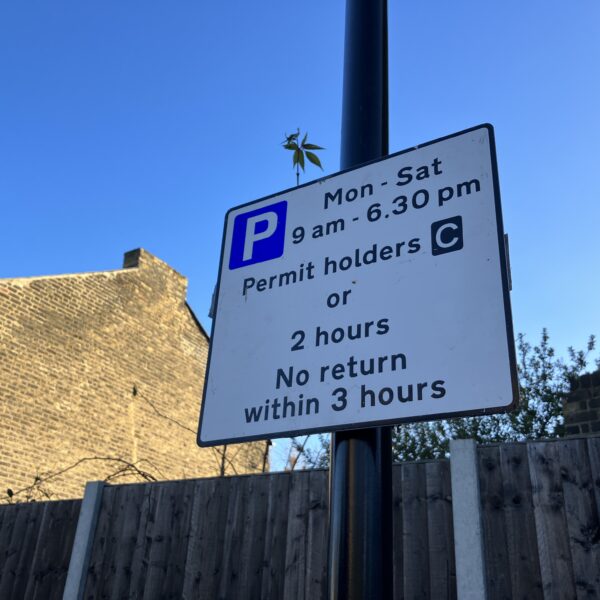 Mon - Sat
P 9 am - 6.30 pm
Permit holders C
or
2 hours
No return
within 3 hours